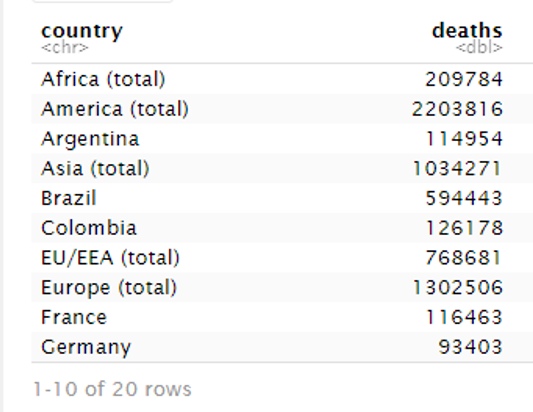 country deaths
<chr> <dbl>
Africa (total) 209784
America (total) 2203816
Argentina 114954
Asia (total) 1034271
Brazil 594443
Colombia 126178
EU/EEA (total) 768681
Europe (total) 1302506
France 116463
Germany 93403
1-10 of 20 rows